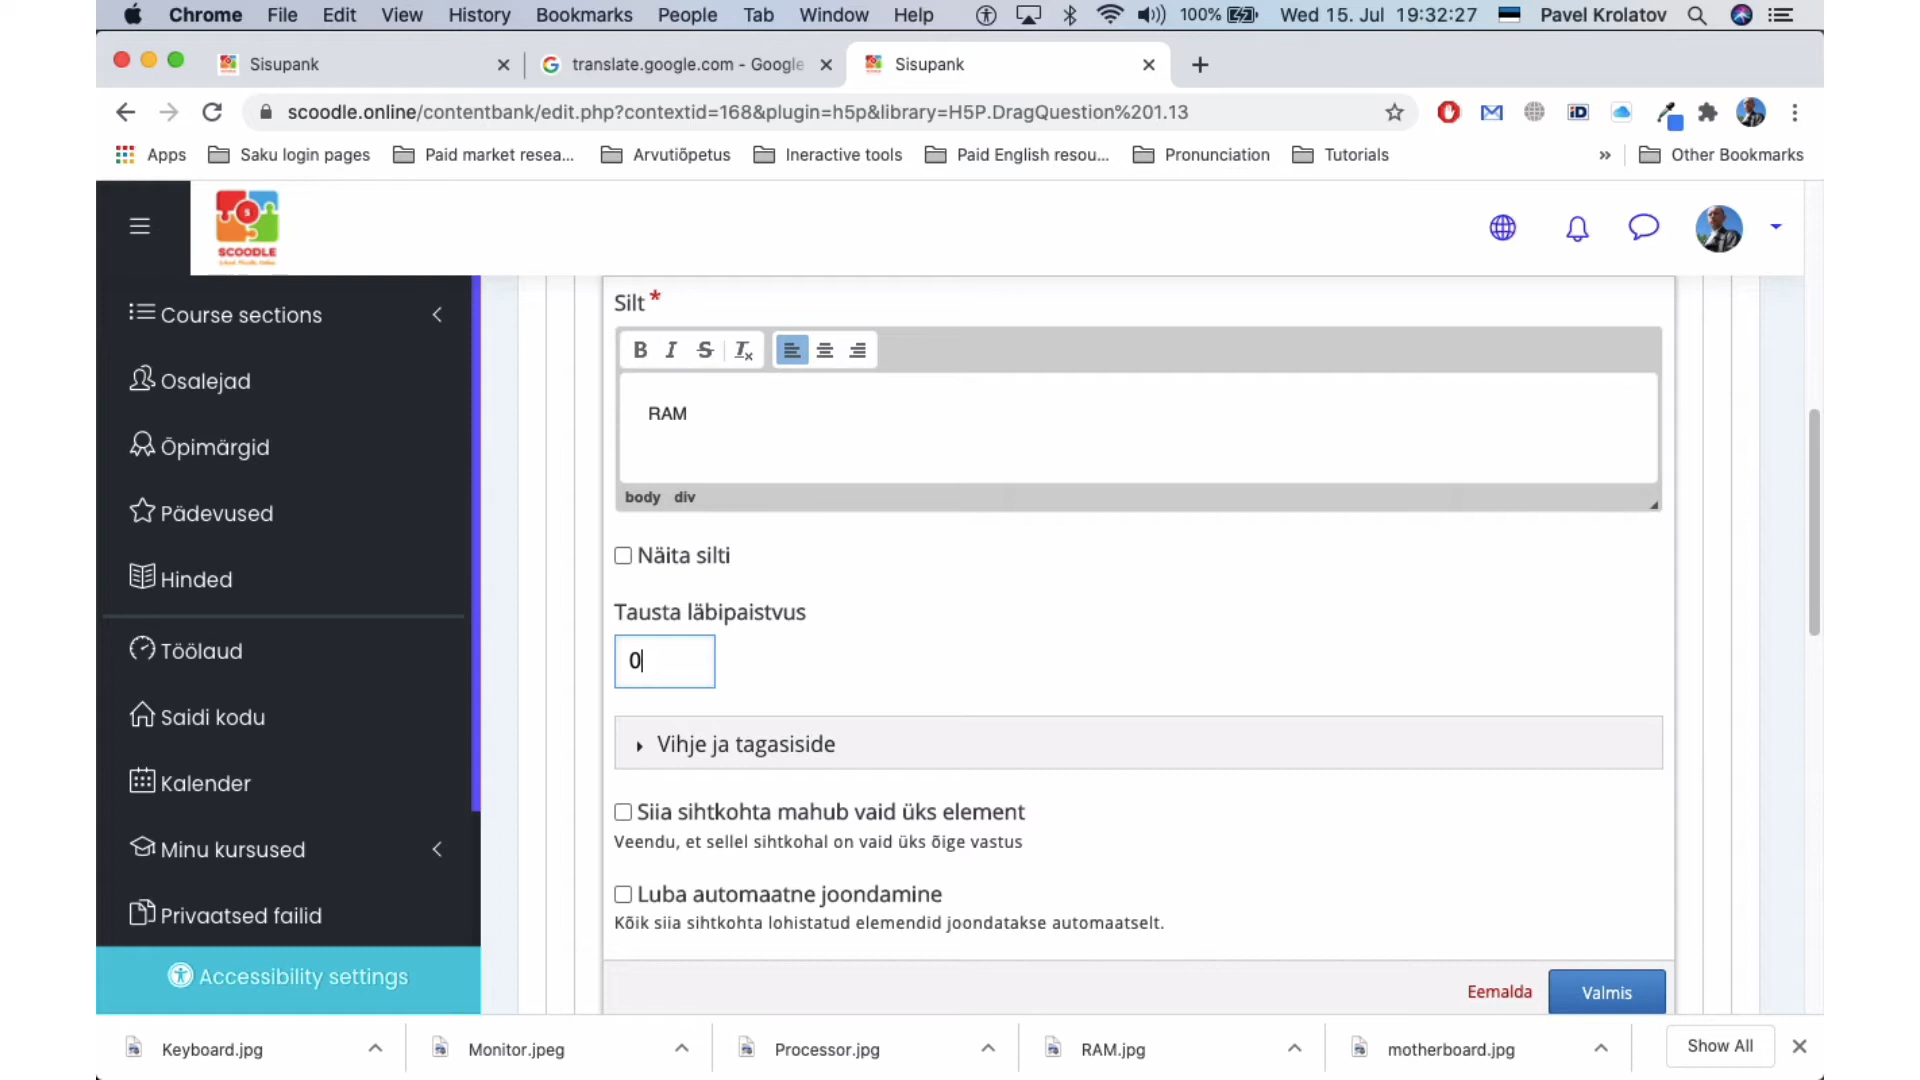 Chrome File Edit View History Bookmarks People Tab Window Help 100% Wed 15. Jul 19:32:27 Pavel Krolatov
Sisupank translate.google.com - Google Sisupank
scoodle.online/contentbank/edit.php?contextid=168&plugin=h5p&library=H5P.DragQuestion%201.13
Apps Saku login pages Paid market resea... Arvutiõpetus Ineractive tools Paid English resou... Pronunciation Tutorials » Other Bookmarks
SCOODLE
Course sections
Osalejad
Õpimärgid
Pädevused
Hinded
Töölaud
Saidi kodu
Kalender
Minu kursused
Privaatsed failid
Accessibility settings
Silt *
B I S Tx
RAM
body div
Näita silti
Tausta läbipaistvus
0
Vihje ja tagasiside
Siia sihtkohta mahub vaid üks element
Veendu, et sellel sihtkohal on vaid üks õige vastus
Luba automaatne joondamine
Kõik siia sihtkohta lohistatud elemendid joondatakse automaatselt.
Eemalda Valmis
Keyboard.jpg Monitor.jpeg Processor.jpg RAM.jpg motherboard.jpg Show All